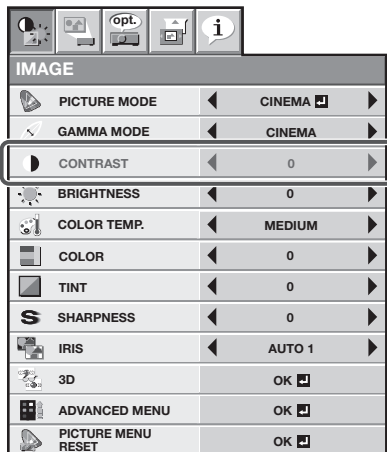 opt.
i
IMAGE
PICTURE MODE CINEMA
GAMMA MODE CINEMA
CONTRAST 0
BRIGHTNESS 0
COLOR TEMP. MEDIUM
COLOR 0
TINT 0
S SHARPNESS 0
IRIS AUTO 1
3D OK
ADVANCED MENU OK
PICTURE MENU
RESET OK